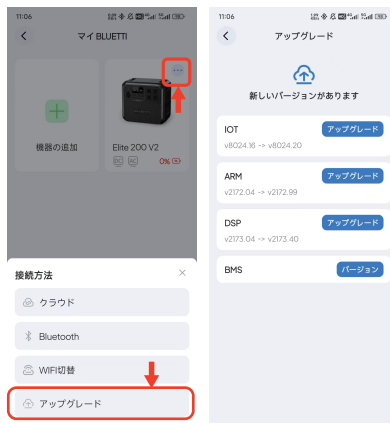 11:06
マイ BLUETTI
機器の追加
Elite 200 V2
DC AC 0%
接続方法
クラウド
Bluetooth
WIFI切替
アップグレード
11:06
アップグレード
新しいバージョンがあります
IOT アップグレード
v8024.16 -> v8024.20
ARM アップグレード
v2172.04 -> v2172.99
DSP アップグレード
v2173.04 -> v2173.40
BMS バージョン